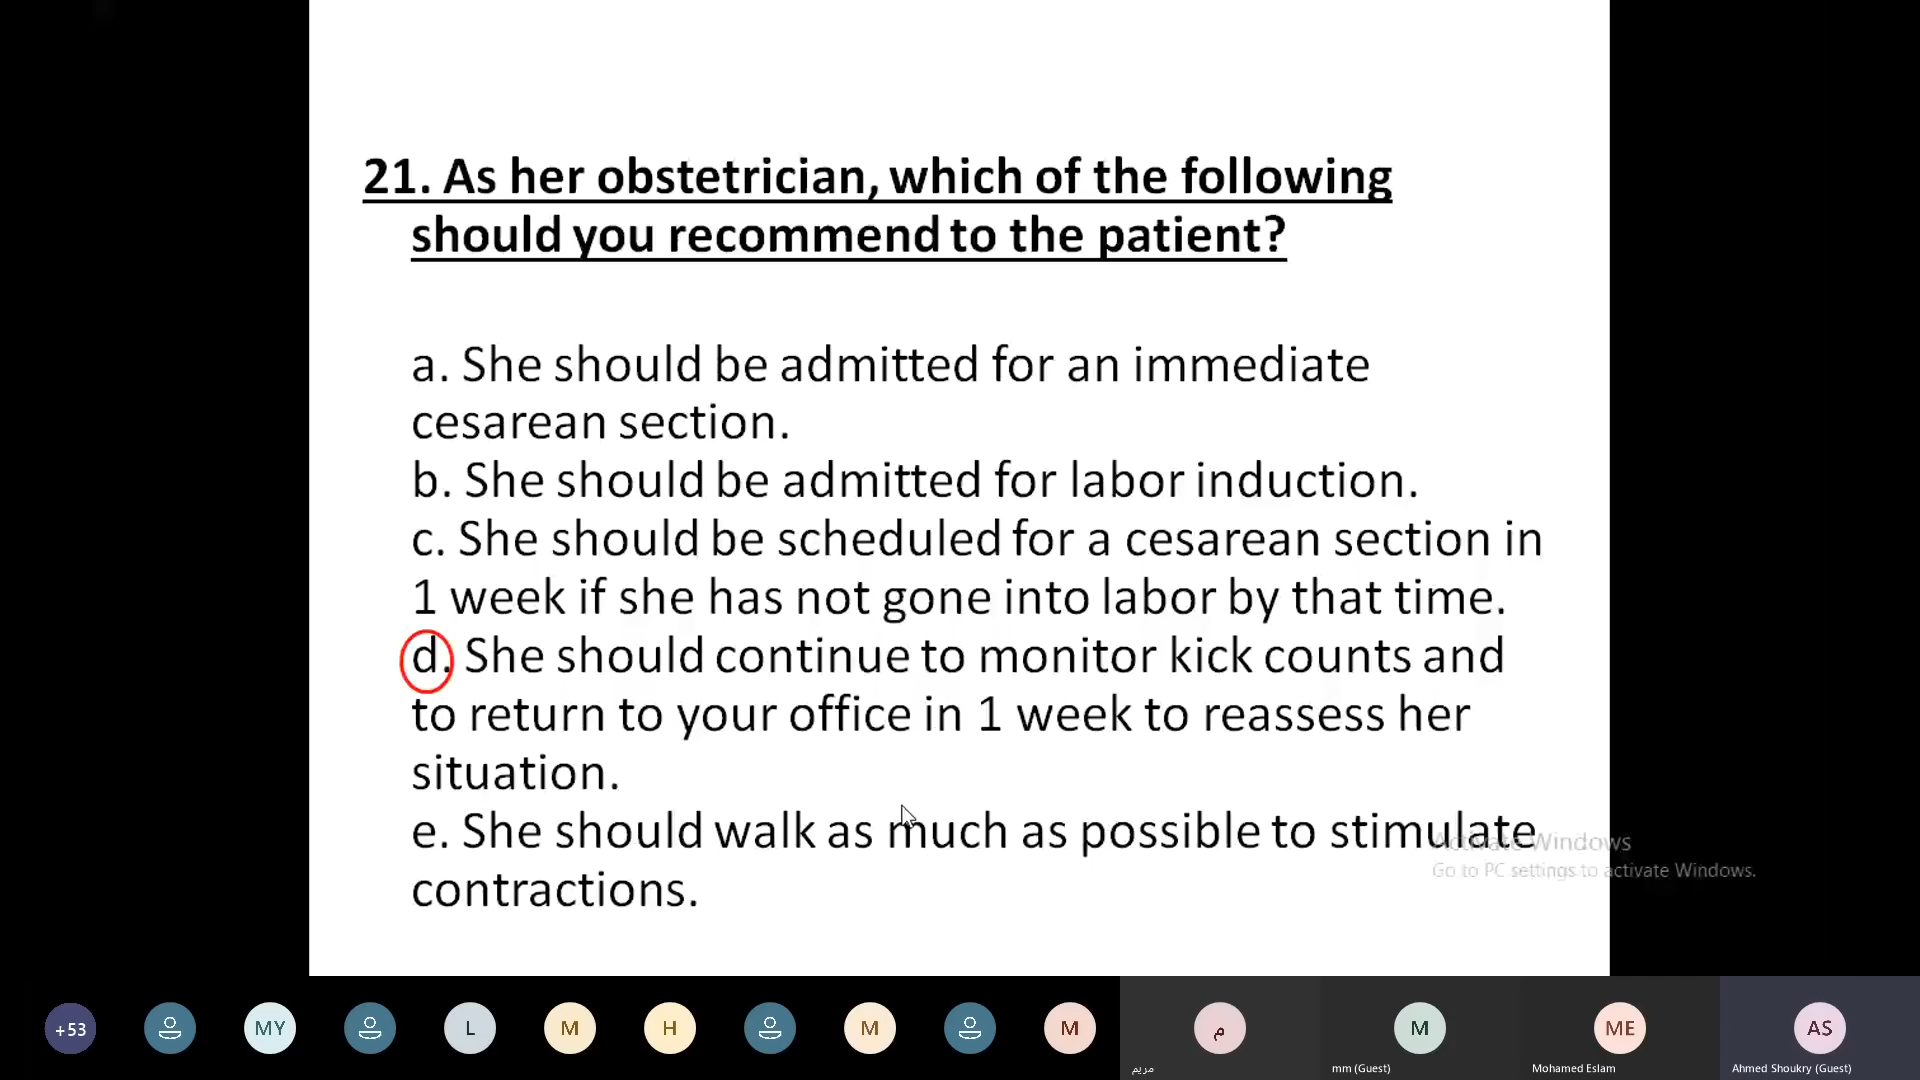 21. As her obstetrician, which of the following
should you recommend to the patient?
a. She should be admitted for an immediate
cesarean section.
b. She should be admitted for labor induction.
c. She should be scheduled for a cesarean section in
1 week if she has not gone into labor by that time.
d. She should continue to monitor kick counts and
to return to your office in 1 week to reassess her
situation.
e. She should walk as much as possible to stimulate
contractions.
Activate Windows
Go to PC settings to activate Windows.
+53
MY
L
M
H
M
M
م
M
ME
AS
مريم
mm (Guest)
Mohamed Eslam
Ahmed Shoukry (Guest)